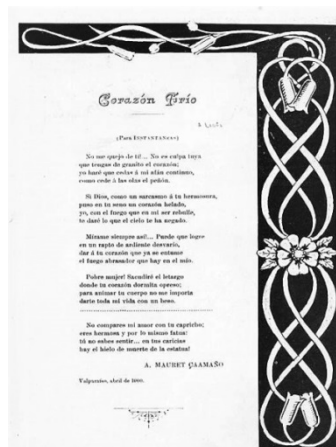 Corazón Frío
(Para INSTANTÁNEAS)
No me quejo de tí... No es culpa tuya
que tengas de granito el corazón;
yo haré que cedas á mi afán continuo,
como cede á las olas el peñón.
Si Dios, como un sarcasmo á tu hermosura,
puso en tu seno un corazón helado,
yo, con el fuego que en mi ser rebulle,
te daré lo que el cielo te ha negado.
Mírame siempre así!... Puede que logre
en un rapto de ardiente desvarío,
dar á tu corazón que ya se entume
el fuego abrasador que hay en el mío.
Pobre mujer! Sacudiré el letargo
donde tu corazón dormita opreso;
para animar tu cuerpo no me importa
darte toda mi vida con un beso.
No compares mi amor con tu capricho;
eres hermosa y por lo mismo fatua:
tú no sabes sentir... en tus caricias
hay el hielo de muerte de la estatua!
A. MAURET CAAMAÑO
Valparaíso, abril de